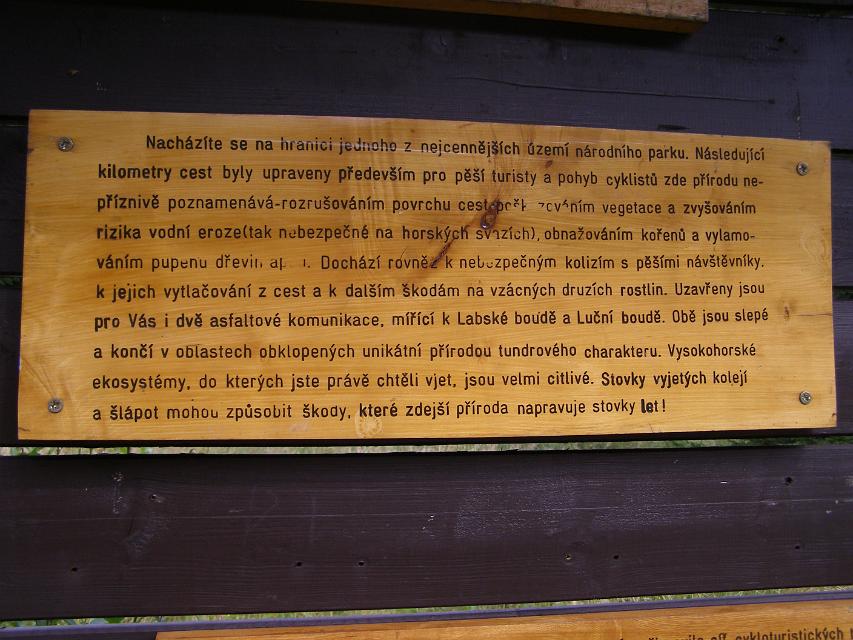 Nacházíte se na hranici jednoho z nejcennějších území národního parku. Následující
kilometry cest byly upraveny především pro pěší turisty a pohyb cyklistů zde přírodu ne-
příznivě poznamenává-rozrušováním povrchu cest, vegetace a zvyšováním
rizika vodní eroze(tak nebezpečné na horských svazích), obnažováním kořenů a vylamo-
váním pupenu dřevin Dochází rovněž k nebezpečným kolizím s pěšími návštěvníky.
k jejich vytlačování z cest a k dalším škodám na vzácných druzích rostlin. Uzavřeny jsou
pro Vás i dvě asfaltové komunikace, mířící k Labské boudě a Luční boudě. Obě jsou slepé
a končí v oblastech obklopených unikátní přírodou tundrového charakteru. Vysokohorské
ekosystémy, do kterých jste právě chtěli vjet, jsou velmi citlivé. Stovky vyjetých kolejí
a šlápot mohou způsobit škody, které zdejší příroda napravuje stovky let!
cykloturistických